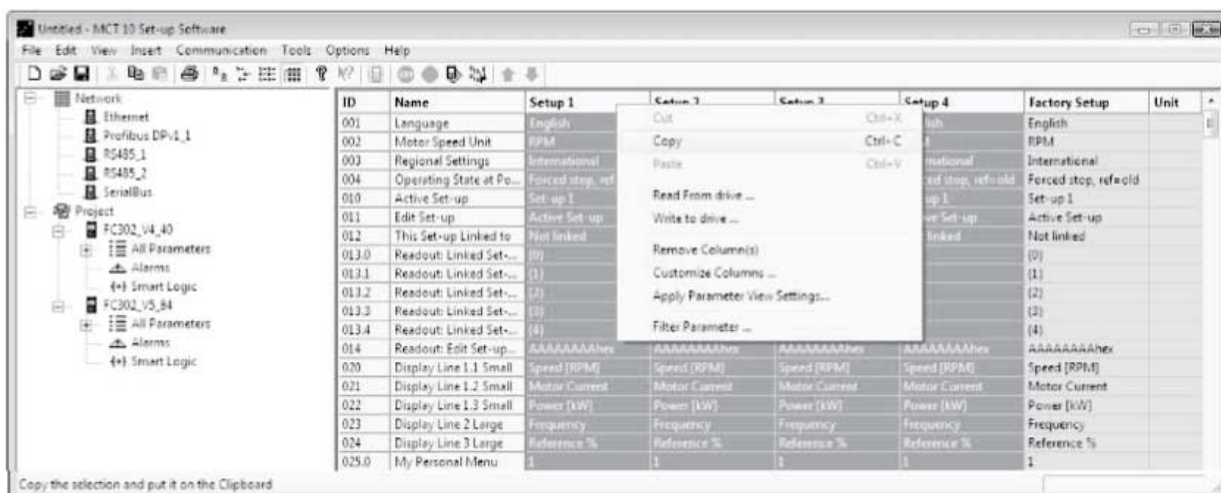 Untitled - MCT 10 Set-up Software
File Edit View Insert Communication Tools Options Help
Network
Ethernet
Profibus DPv1_1
RS485_1
RS485_2
SerialBus
Project
FC302_V4_40
All Parameters
Alarms
Smart Logic
FC302_V5_84
All Parameters
Alarms
Smart Logic
ID Name Setup 1 Setup 2 Setup 3 Setup 4 Factory Setup Unit
001 Language English English
002 Motor Speed Unit RPM RPM
003 Regional Settings International International
004 Operating State at Po... Forced stop, ref=old Forced stop, ref=old
010 Active Set-up Set-up 1 Set-up 1
011 Edit Set-up Active Set-up Active Set-up
012 This Set-up Linked to Not linked Not linked
013.0 Readout: Linked Set-... {0} {0}
013.1 Readout: Linked Set-... {1} {1}
013.2 Readout: Linked Set-... {2} {2}
013.3 Readout: Linked Set-... {3} {3}
013.4 Readout: Linked Set-... {4} {4}
014 Readout: Edit Set-up... AAAAAAAAhex AAAAAAAAhex AAAAAAAAhex AAAAAAAAhex AAAAAAAAhex
020 Display Line 1.1 Small Speed [RPM] Speed [RPM] Speed [RPM] Speed [RPM] Speed [RPM]
021 Display Line 1.2 Small Motor Current Motor Current Motor Current Motor Current Motor Current
022 Display Line 1.3 Small Power [kW] Power [kW] Power [kW] Power [kW] Power [kW]
023 Display Line 2 Large Frequency Frequency Frequency Frequency Frequency
024 Display Line 3 Large Reference % Reference % Reference % Reference % Reference %
025.0 My Personal Menu 1 1 1 1 1
Cut Ctrl+X
Copy Ctrl+C
Paste Ctrl+V
Read From drive ...
Write to drive ...
Remove Column(s)
Customize Columns ...
Apply Parameter View Settings...
Filter Parameter ...
Copy the selection and put it on the Clipboard